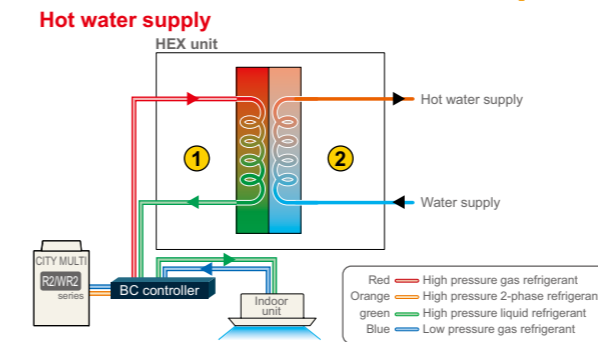 Hot water supply
HEX unit
Hot water supply
1
2
Water supply
CITY MULTI
R2/WR2
series
BC controller
Indoor
unit
Red High pressure gas refrigerant
Orange High pressure 2-phase refrigeran
green High pressure liquid refrigerant
Blue Low pressure gas refrigerant